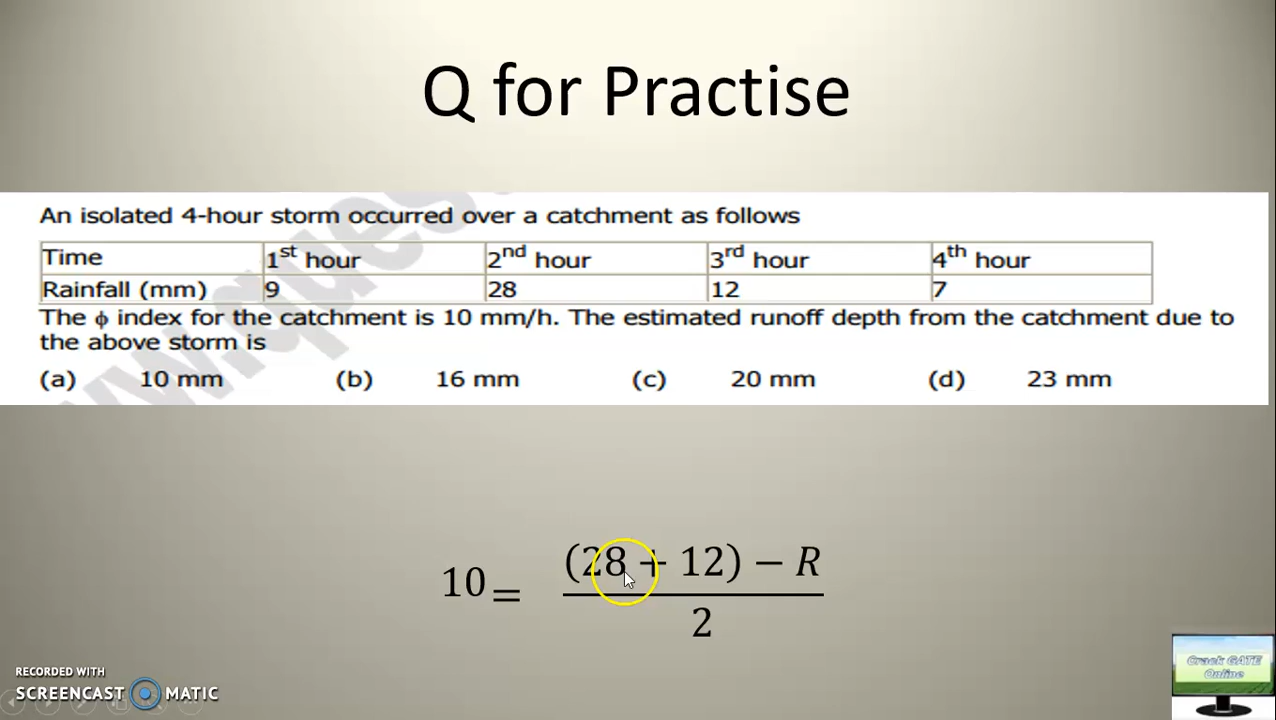 Q for Practise
An isolated 4-hour storm occurred over a catchment as follows
Time 1st hour 2nd hour 3rd hour 4th hour
Rainfall (mm) 9 28 12 7
The ϕ index for the catchment is 10 mm/h. The estimated runoff depth from the catchment due to
the above storm is
(a) 10 mm (b) 16 mm (c) 20 mm (d) 23 mm
10 = (28 + 12) − R
2
RECORDED WITH
SCREENCAST MATIC
Crack GATE
Online